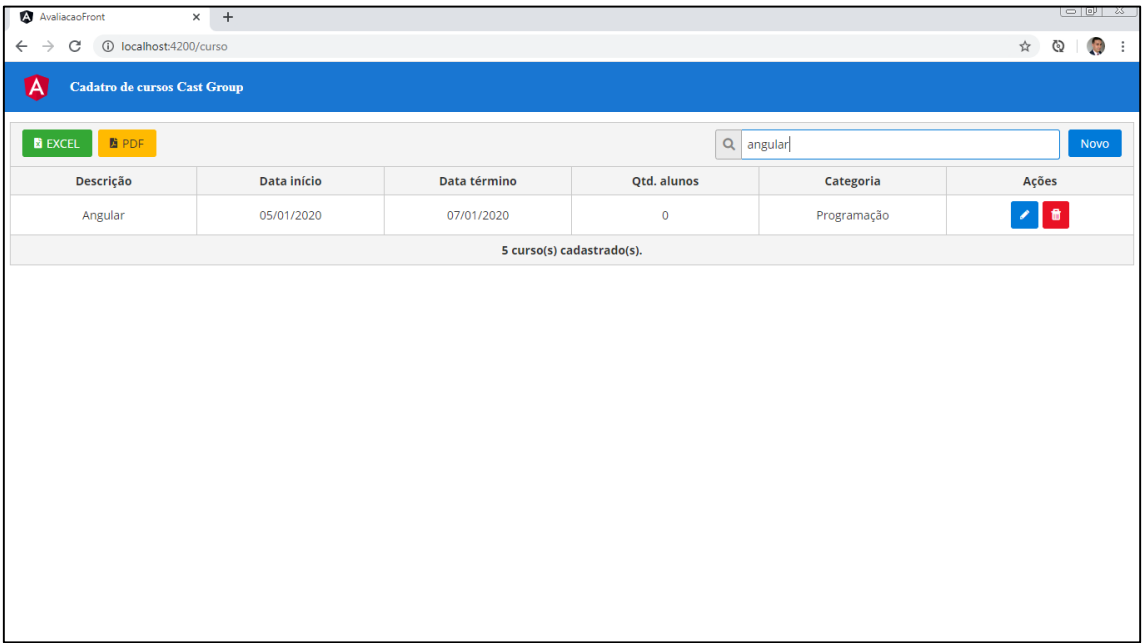 AvaliacaoFront
localhost:4200/curso
Cadatro de cursos Cast Group
EXCEL PDF angular Novo
Descrição Data início Data término Qtd. alunos Categoria Ações
Angular 05/01/2020 07/01/2020 0 Programação
5 curso(s) cadastrado(s).